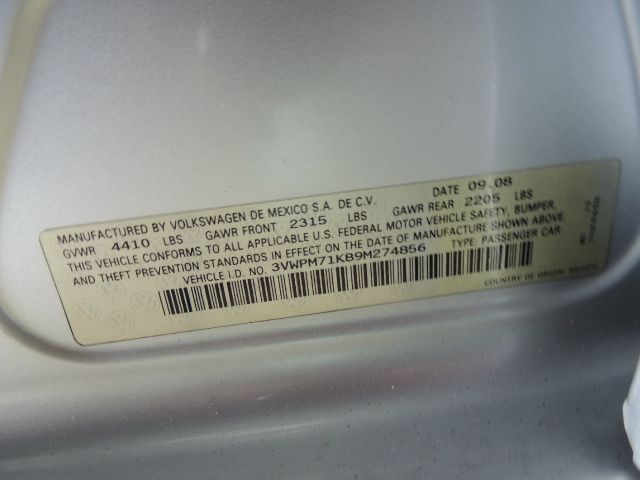 MANUFACTURED BY VOLKSWAGEN DE MEXICO S.A. DE C.V. DATE 09.08
GVWR 4410 LBS GAWR FRONT 2315 LBS GAWR REAR 2205 LBS
THIS VEHICLE CONFORMS TO ALL APPLICABLE U.S. FEDERAL MOTOR VEHICLE SAFETY, BUMPER,
AND THEFT PREVENTION STANDARDS IN EFFECT ON THE DATE OF MANUFACTURE SHOWN ABOVE.
VEHICLE I.D. NO. 3VWPM71K89M274856 TYPE: PASSENGER CAR
COUNTRY OF ORIGIN: MEXICO